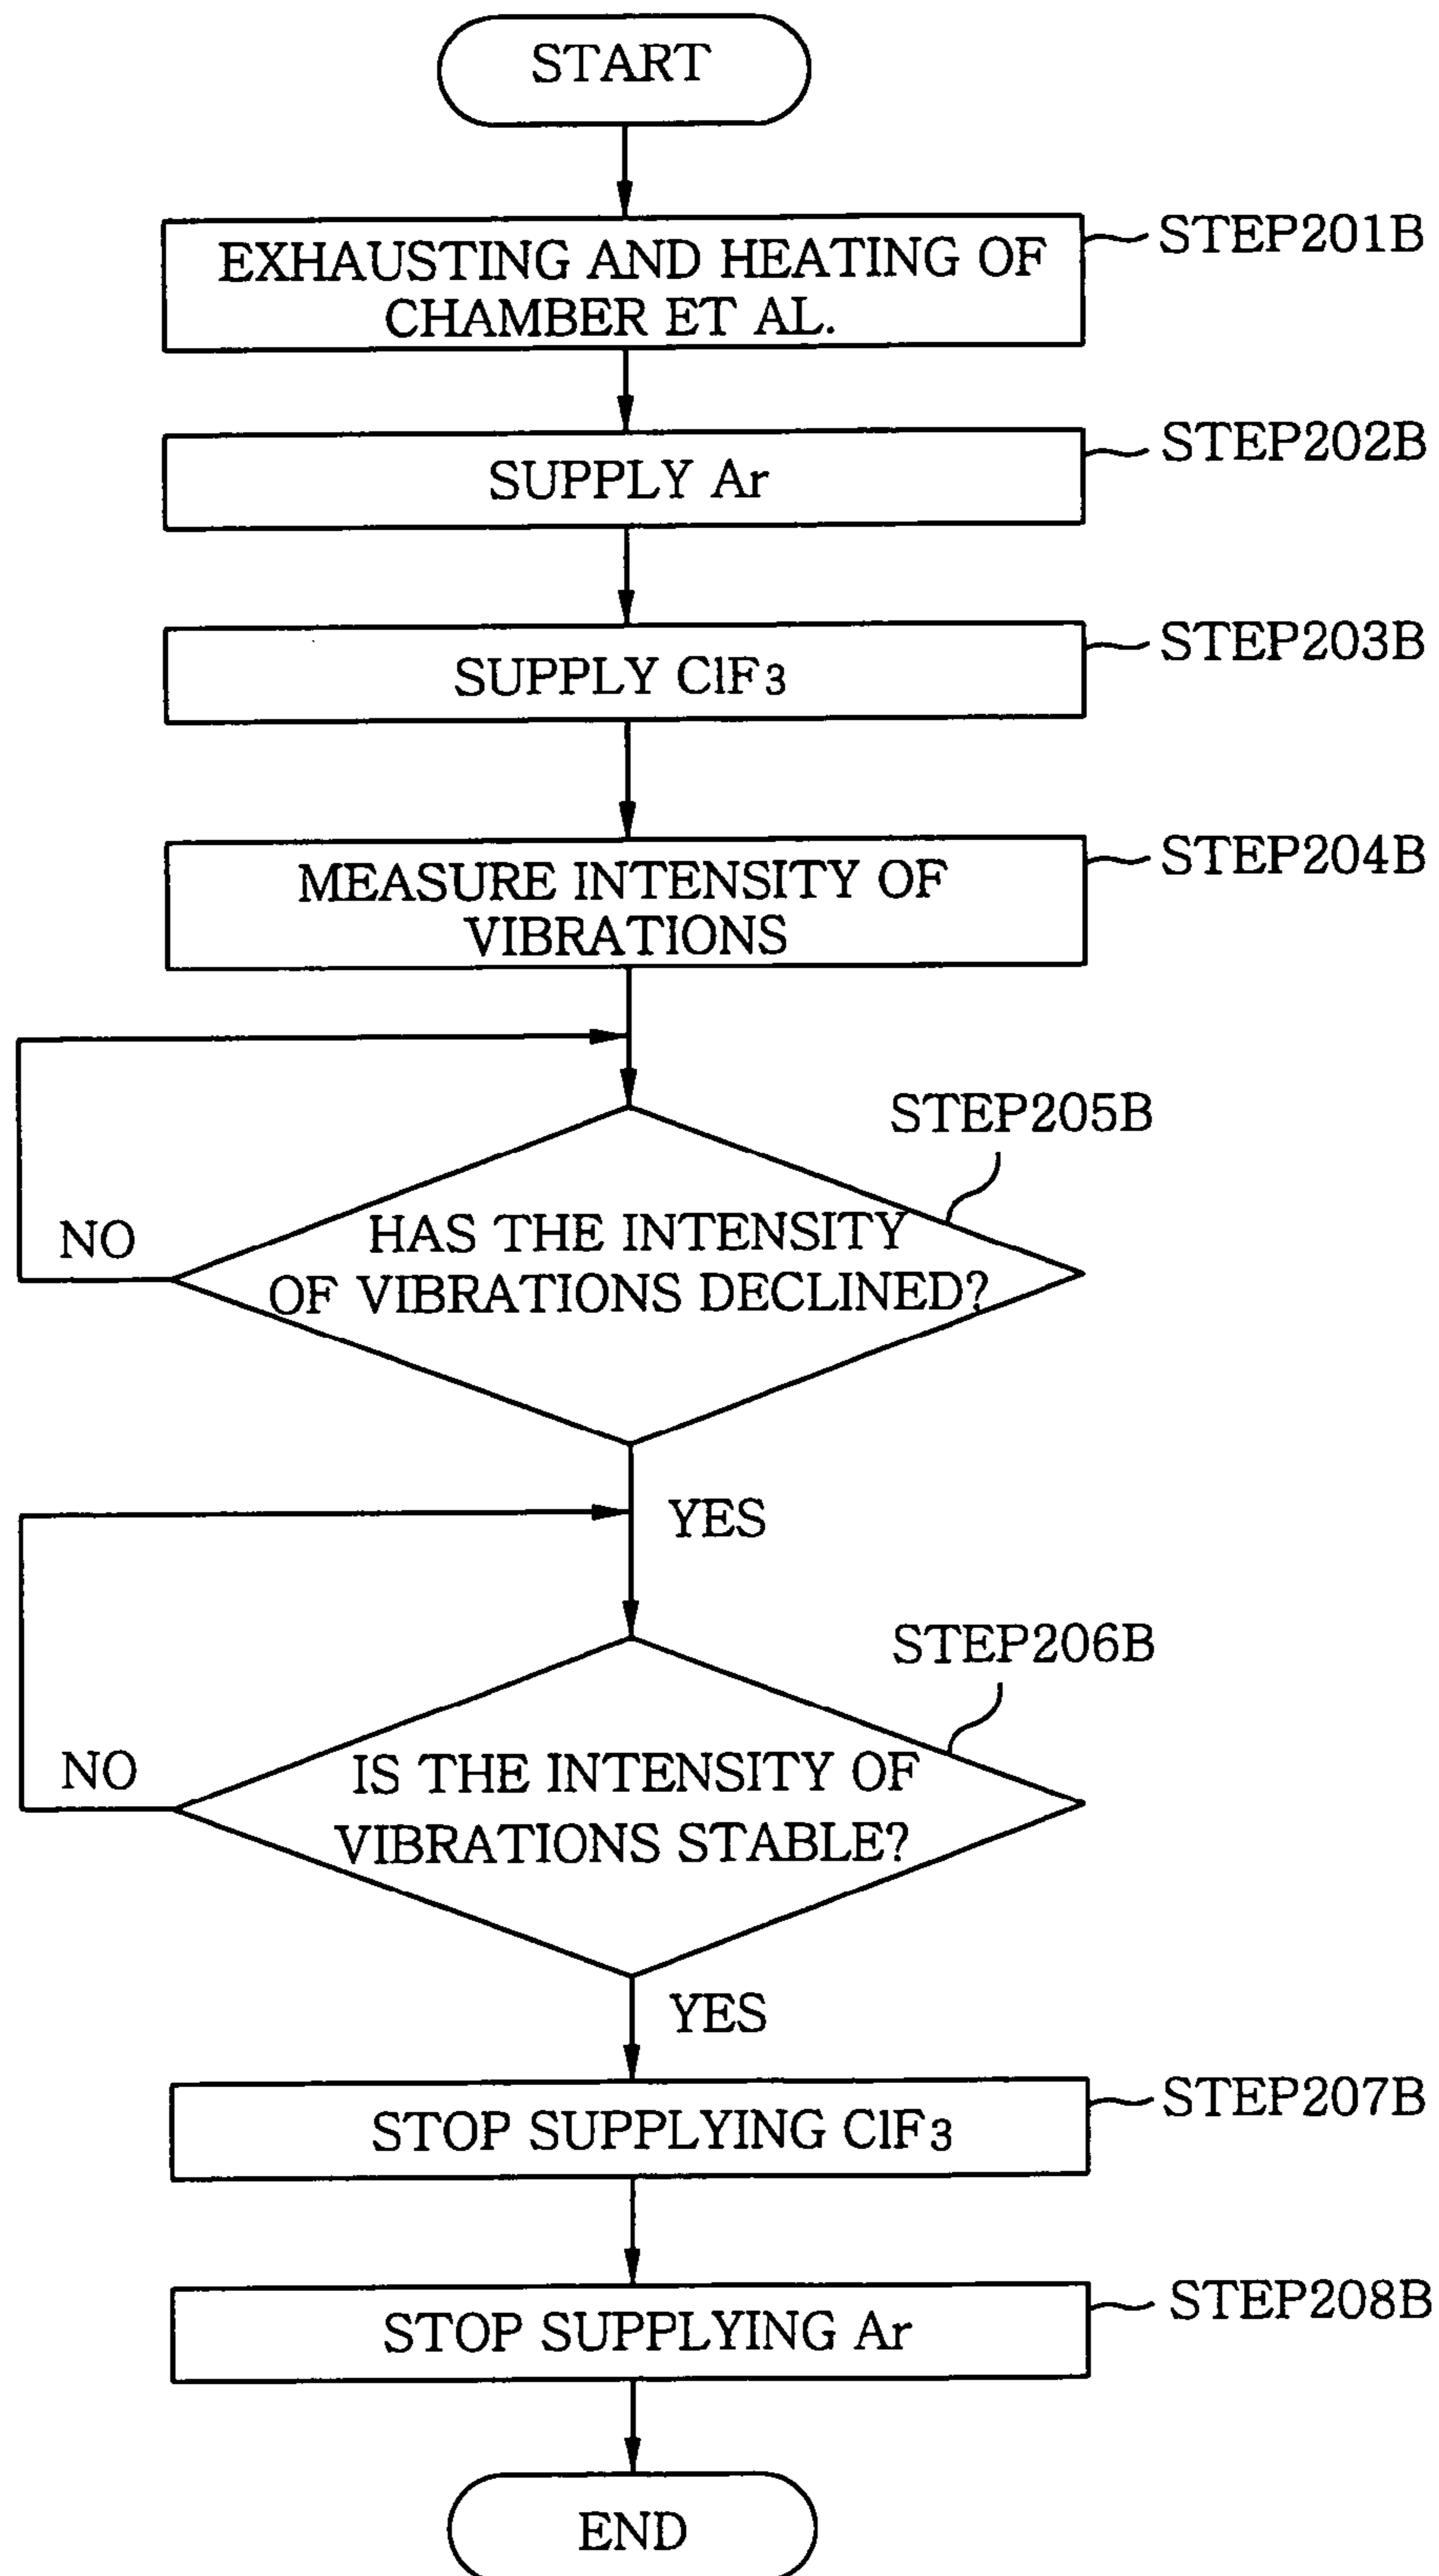 START
STEP201B
EXHAUSTING AND HEATING OF
CHAMBER ET AL.
STEP202B
SUPPLY Ar
STEP203B
SUPPLY ClF3
STEP204B
MEASURE INTENSITY OF
VIBRATIONS
STEP205B
NO
HAS THE INTENSITY
OF VIBRATIONS DECLINED?
YES
STEP206B
NO
IS THE INTENSITY OF
VIBRATIONS STABLE?
YES
STEP207B
STOP SUPPLYING ClF3
STEP208B
STOP SUPPLYING Ar
END